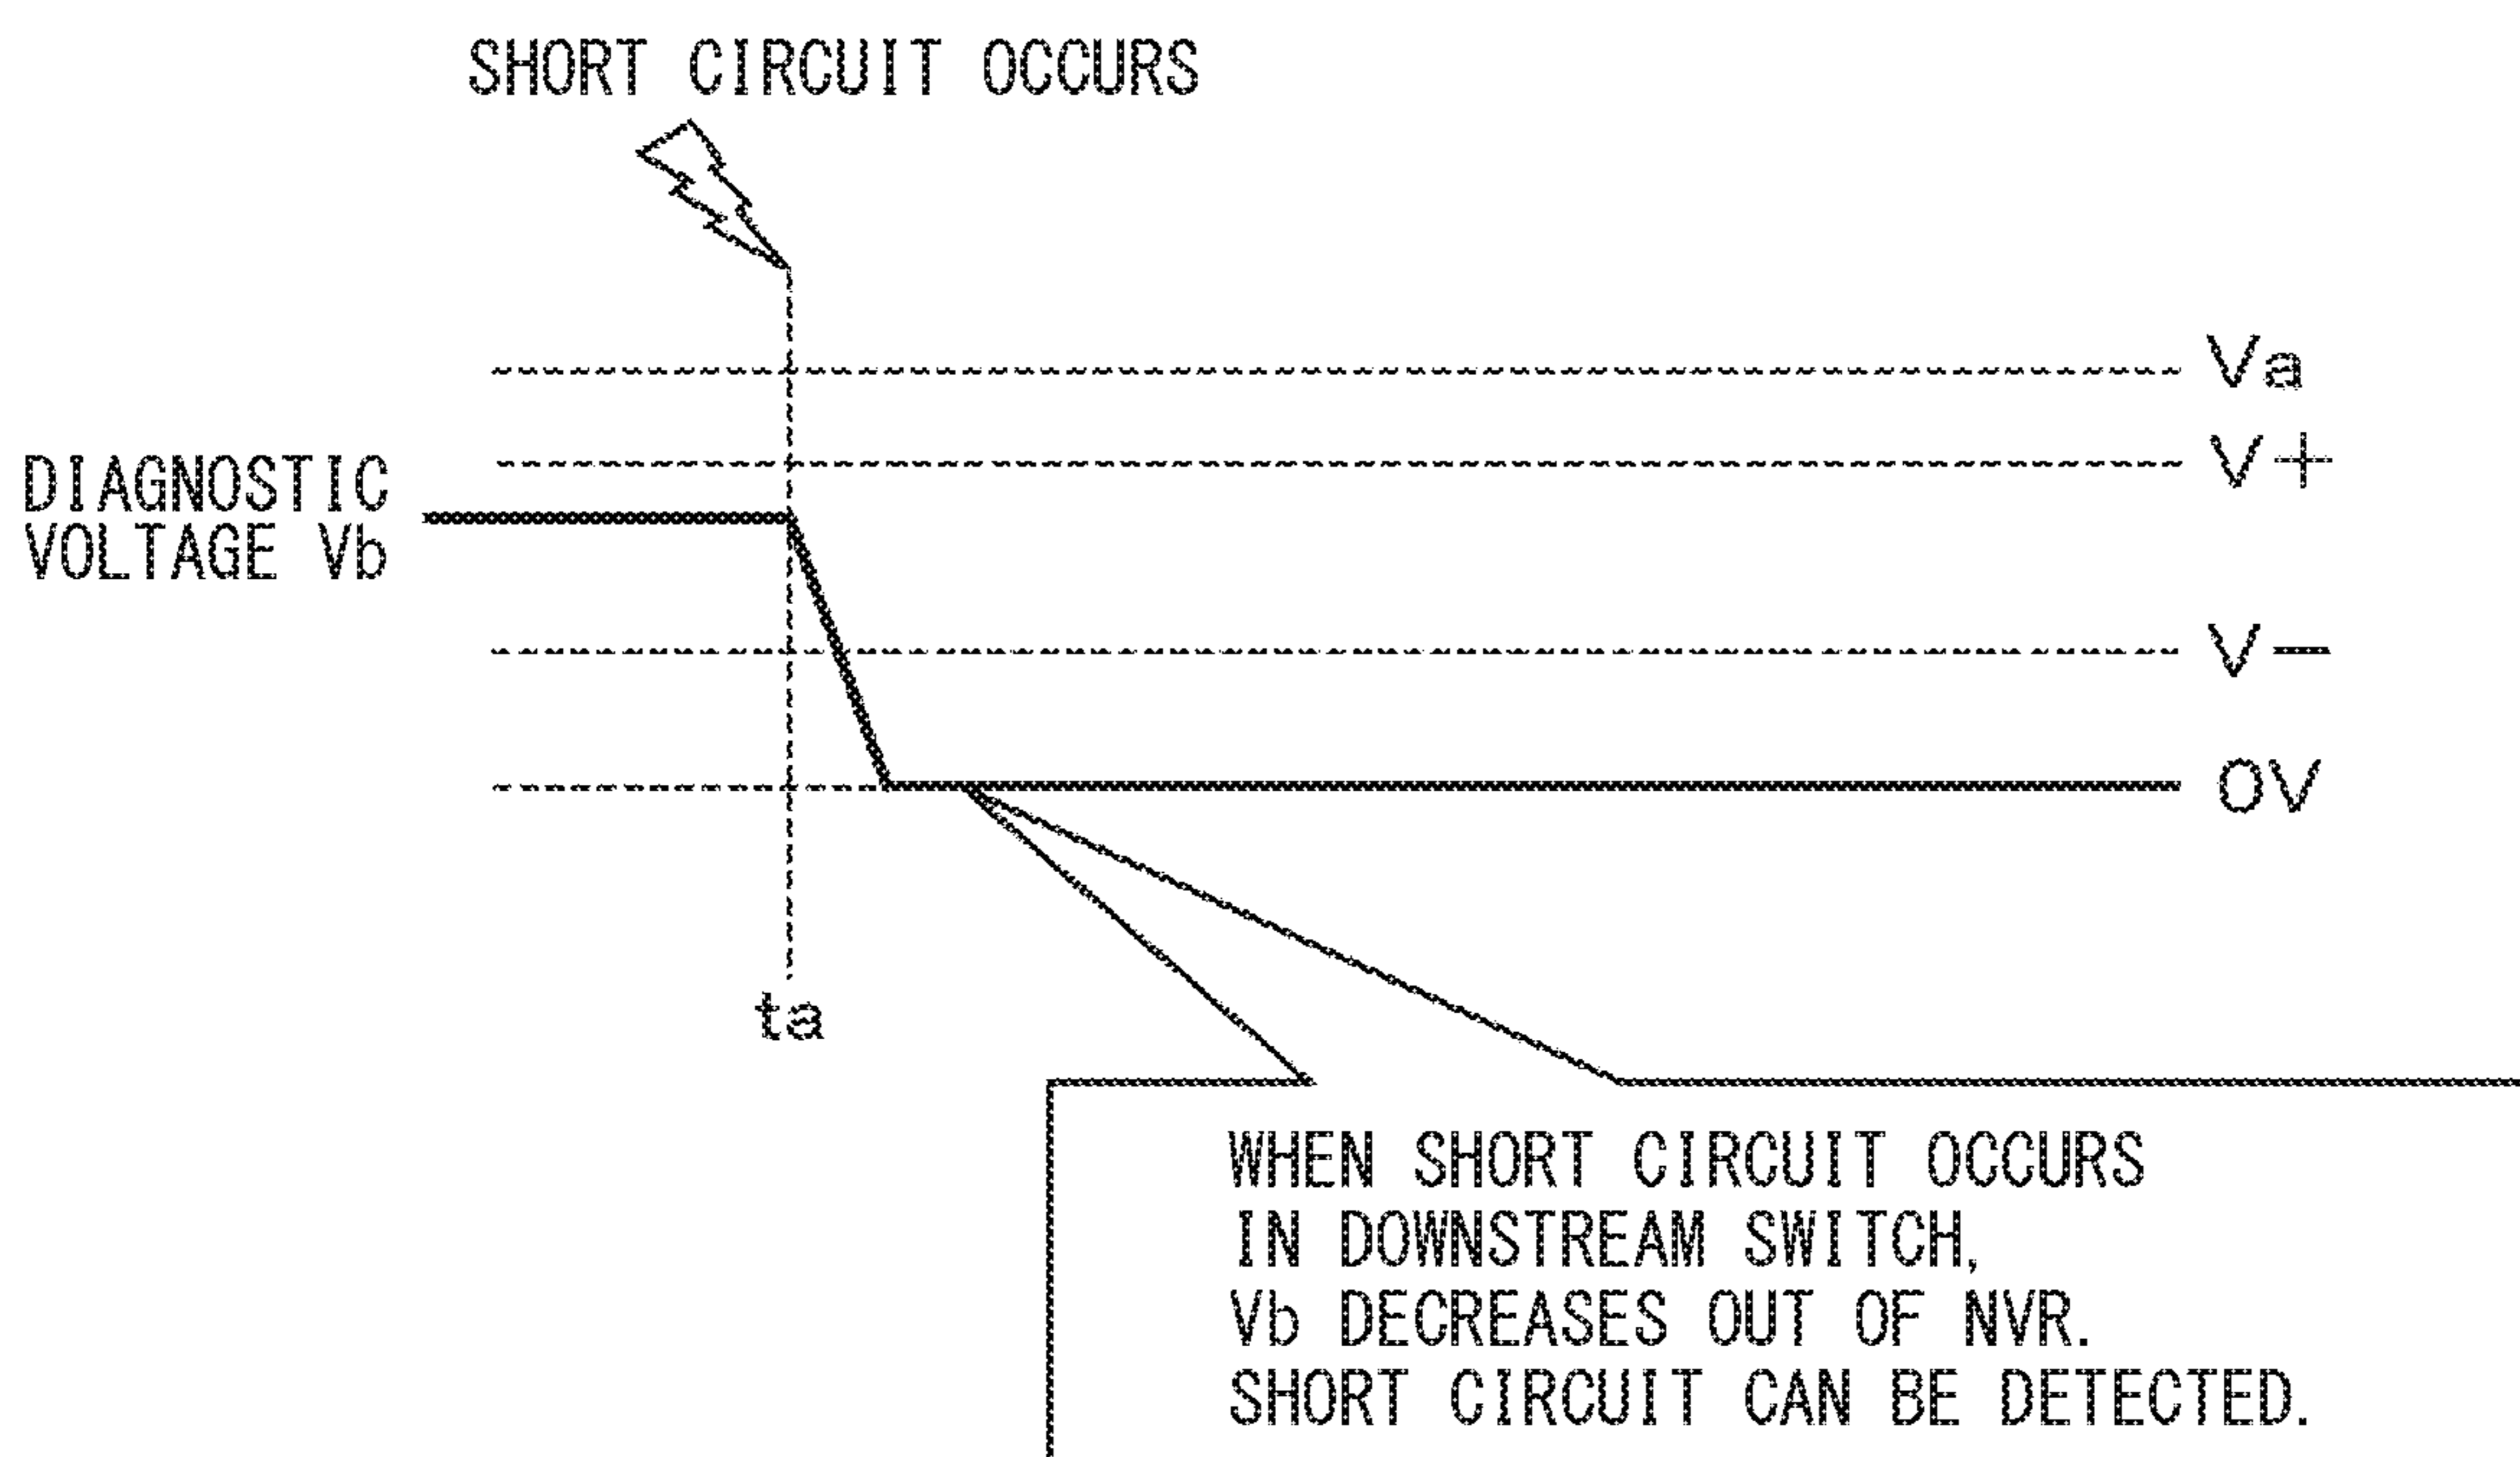 SHORT CIRCUIT OCCURS
Va
V+
DIAGNOSTIC
VOLTAGE Vb
V−
0V
ta
WHEN SHORT CIRCUIT OCCURS
IN DOWNSTREAM SWITCH,
Vb DECREASES OUT OF NVR.
SHORT CIRCUIT CAN BE DETECTED.